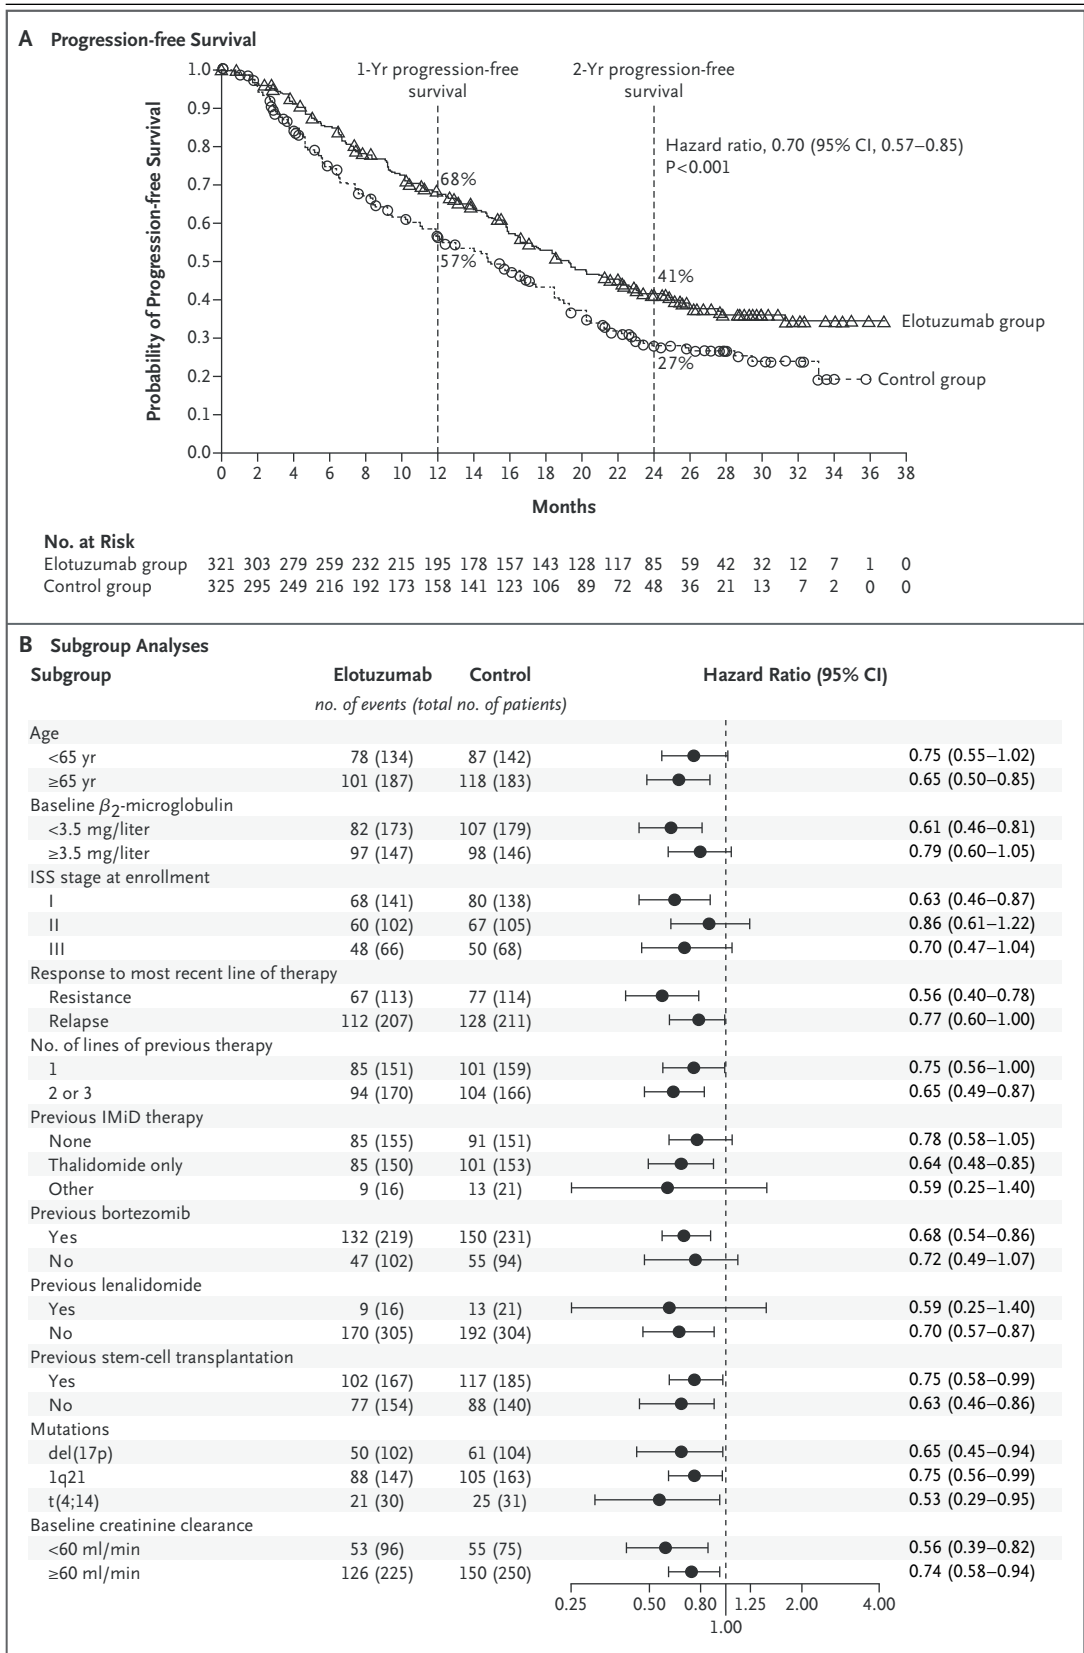 A Progression-free Survival
1-Yr progression-free survival
2-Yr progression-free survival
Hazard ratio, 0.70 (95% CI, 0.57–0.85)
P<0.001
Probability of Progression-free Survival
1.0
0.9
0.8
0.7
0.6
0.5
0.4
0.3
0.2
0.1
0.0
68%
57%
41%
27%
Elotuzumab group
Control group
0 2 4 6 8 10 12 14 16 18 20 22 24 26 28 30 32 34 36 38
Months
No. at Risk
Elotuzumab group 321 303 279 259 232 215 195 178 157 143 128 117 85 59 42 32 12 7 1 0
Control group 325 295 249 216 192 173 158 141 123 106 89 72 48 36 21 13 7 2 0 0
B Subgroup Analyses
Subgroup Elotuzumab Control Hazard Ratio (95% CI)
no. of events (total no. of patients)
Age
<65 yr 78 (134) 87 (142) 0.75 (0.55–1.02)
≥65 yr 101 (187) 118 (183) 0.65 (0.50–0.85)
Baseline β2-microglobulin
<3.5 mg/liter 82 (173) 107 (179) 0.61 (0.46–0.81)
≥3.5 mg/liter 97 (147) 98 (146) 0.79 (0.60–1.05)
ISS stage at enrollment
I 68 (141) 80 (138) 0.63 (0.46–0.87)
II 60 (102) 67 (105) 0.86 (0.61–1.22)
III 48 (66) 50 (68) 0.70 (0.47–1.04)
Response to most recent line of therapy
Resistance 67 (113) 77 (114) 0.56 (0.40–0.78)
Relapse 112 (207) 128 (211) 0.77 (0.60–1.00)
No. of lines of previous therapy
1 85 (151) 101 (159) 0.75 (0.56–1.00)
2 or 3 94 (170) 104 (166) 0.65 (0.49–0.87)
Previous IMiD therapy
None 85 (155) 91 (151) 0.78 (0.58–1.05)
Thalidomide only 85 (150) 101 (153) 0.64 (0.48–0.85)
Other 9 (16) 13 (21) 0.59 (0.25–1.40)
Previous bortezomib
Yes 132 (219) 150 (231) 0.68 (0.54–0.86)
No 47 (102) 55 (94) 0.72 (0.49–1.07)
Previous lenalidomide
Yes 9 (16) 13 (21) 0.59 (0.25–1.40)
No 170 (305) 192 (304) 0.70 (0.57–0.87)
Previous stem-cell transplantation
Yes 102 (167) 117 (185) 0.75 (0.58–0.99)
No 77 (154) 88 (140) 0.63 (0.46–0.86)
Mutations
del(17p) 50 (102) 61 (104) 0.65 (0.45–0.94)
1q21 88 (147) 105 (163) 0.75 (0.56–0.99)
t(4;14) 21 (30) 25 (31) 0.53 (0.29–0.95)
Baseline creatinine clearance
<60 ml/min 53 (96) 55 (75) 0.56 (0.39–0.82)
≥60 ml/min 126 (225) 150 (250) 0.74 (0.58–0.94)
0.25 0.50 0.80 1.25 2.00 4.00
1.00